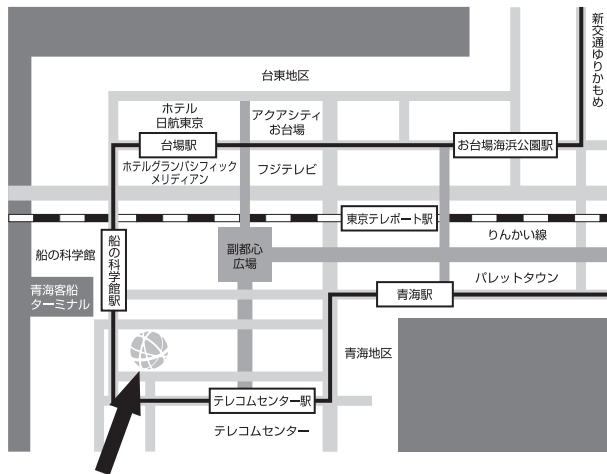 新交通ゆりかもめ
台東地区
ホテル
日航東京
アクアシティ
お台場
台場駅
お台場海浜公園駅
ホテルグランパシフィック
メリディアン
フジテレビ
東京テレポート駅
りんかい線
船の科学館
船の科学館駅
副都心
広場
パレットタウン
青海客船
ターミナル
青海駅
青海地区
テレコムセンター駅
テレコムセンター